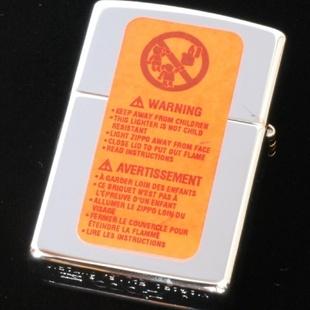 WARNING
• KEEP AWAY FROM CHILDREN
• THIS LIGHTER IS NOT CHILD
RESISTANT
• LIGHT ZIPPO AWAY FROM FACE
• CLOSE LID TO PUT OUT FLAME
• READ INSTRUCTIONS
AVERTISSEMENT
• À GARDER LOIN DES ENFANTS
• CE BRIQUET N'EST PAS À
L'ÉPREUVE D'UN ENFANT
• ALLUMER LE ZIPPO LOIN DU
VISAGE
• FERMER LE COUVERCLE POUR
ÉTEINDRE LA FLAMME
• LIRE LES INSTRUCTIONS